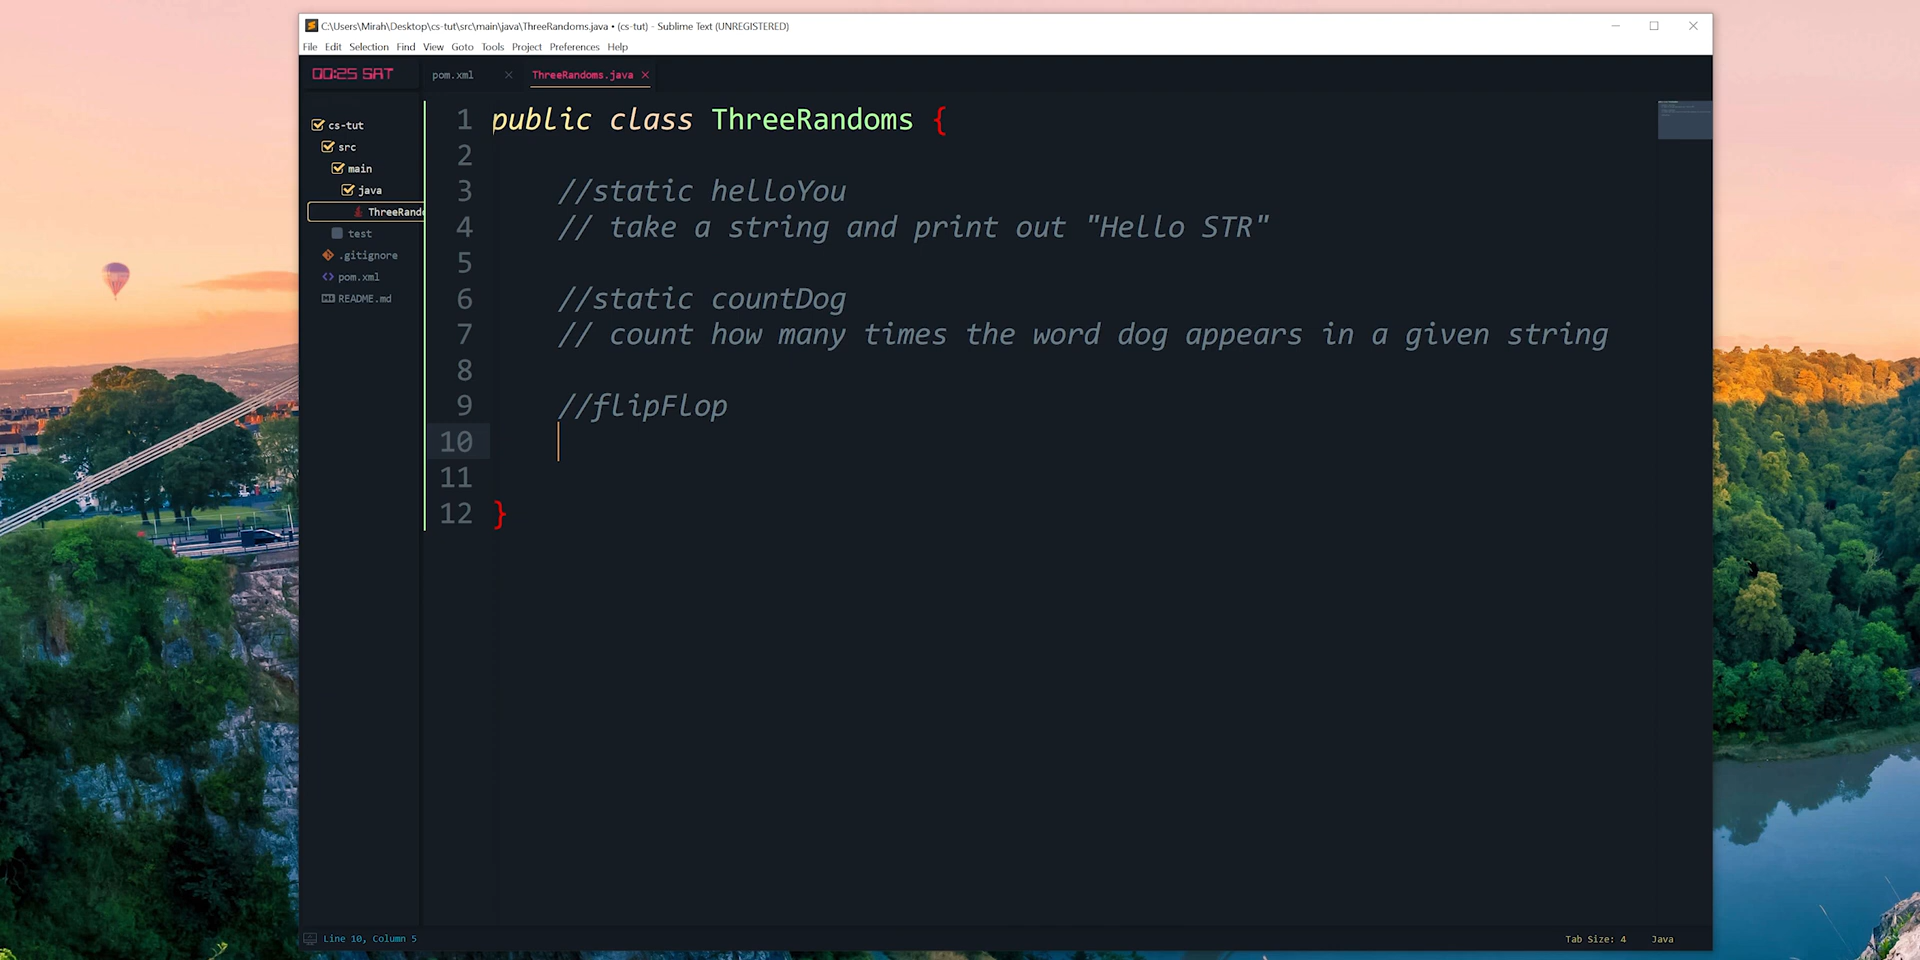 C:\Users\Mirah\Desktop\cs-tut\src\main\java\ThreeRandoms.java • (cs-tut) - Sublime Text (UNREGISTERED)
File Edit Selection Find View Goto Tools Project Preferences Help
00:25 SAT
pom.xml
ThreeRandoms.java
cs-tut
src
main
java
ThreeRando
test
.gitignore
pom.xml
README.md
1 public class ThreeRandoms {
2
3 //static helloYou
4 // take a string and print out "Hello STR"
5
6 //static countDog
7 // count how many times the word dog appears in a given string
8
9 //flipFlop
10
11
12 }
Line 10, Column 5
Tab Size: 4
Java